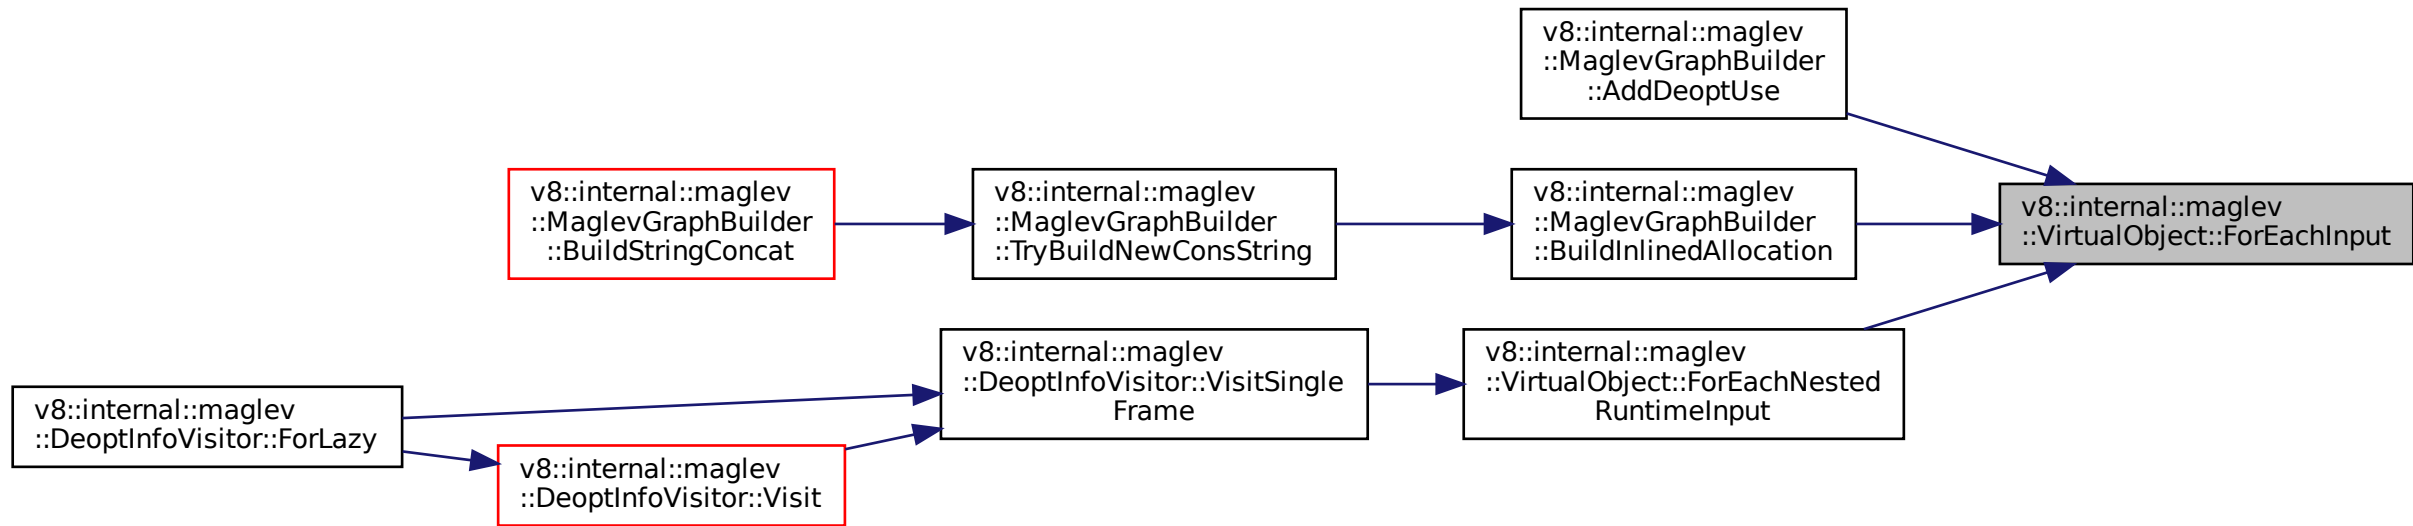 v8::internal::maglev
::MaglevGraphBuilder
::AddDeoptUse
v8::internal::maglev
::MaglevGraphBuilder
::BuildStringConcat
v8::internal::maglev
::MaglevGraphBuilder
::TryBuildNewConsString
v8::internal::maglev
::MaglevGraphBuilder
::BuildInlinedAllocation
v8::internal::maglev
::VirtualObject::ForEachInput
v8::internal::maglev
::DeoptInfoVisitor::ForLazy
v8::internal::maglev
::DeoptInfoVisitor::Visit
v8::internal::maglev
::DeoptInfoVisitor::VisitSingle
Frame
v8::internal::maglev
::VirtualObject::ForEachNested
RuntimeInput